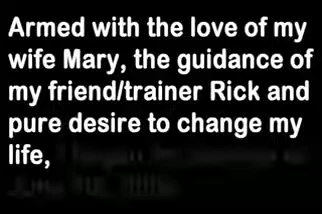 Armed with the love of my
wife Mary, the guidance of
my friend/trainer Rick and
pure desire to change my
life,